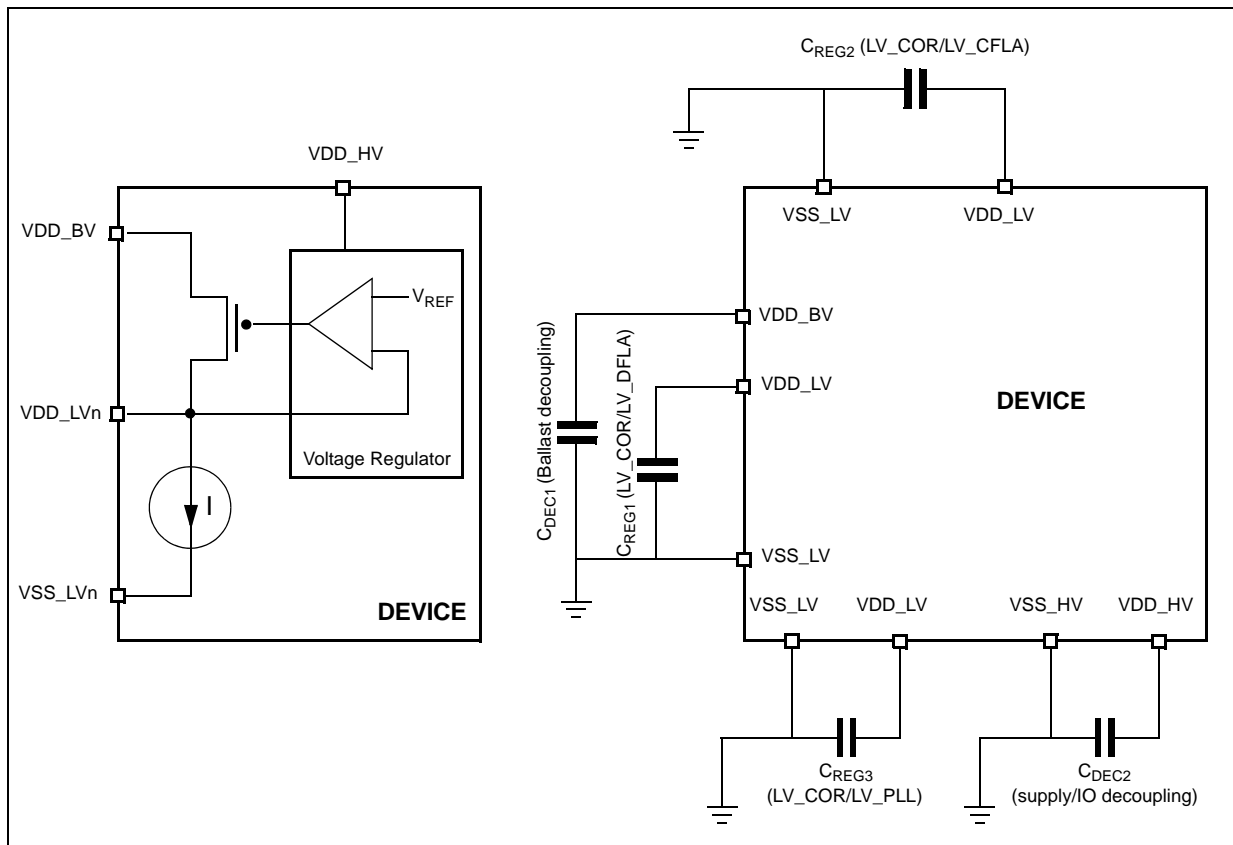 VDD_HV
VDD_BV
VREF
VDD_LVn
Voltage Regulator
I
VSS_LVn
DEVICE
CREG2 (LV_COR/LV_CFLA)
VSS_LV
VDD_LV
VDD_BV
VDD_LV
DEVICE
CDEC1 (Ballast decoupling)
CREG1 (LV_COR/LV_DFLA)
VSS_LV
VSS_LV
VDD_LV
VSS_HV
VDD_HV
CREG3
(LV_COR/LV_PLL)
CDEC2
(supply/IO decoupling)